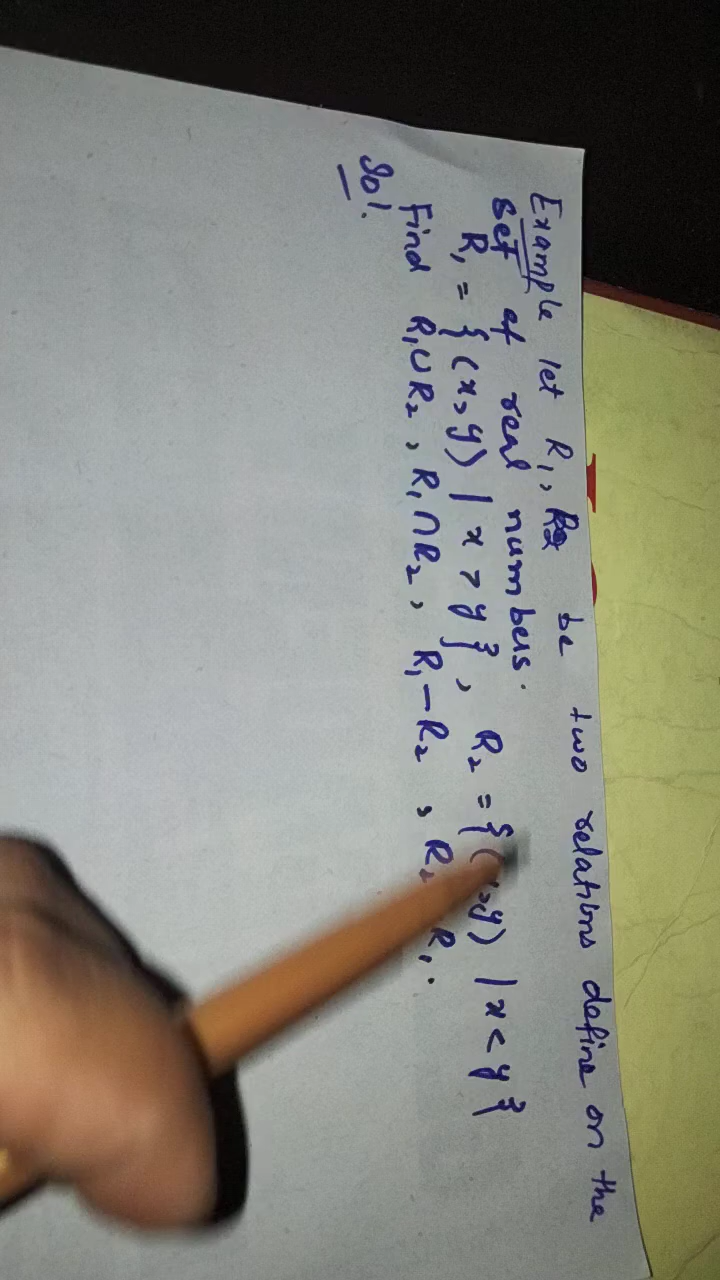 Example let R₁, R2 be two relations define on the
set of real numbers.
R₁ = {(x, y) | x > y}, R₂ = {( , y) | x < y}
Find R₁∪R₂, R₁∩R₂, R₁-R₂, R₂ R₁.
Sol.